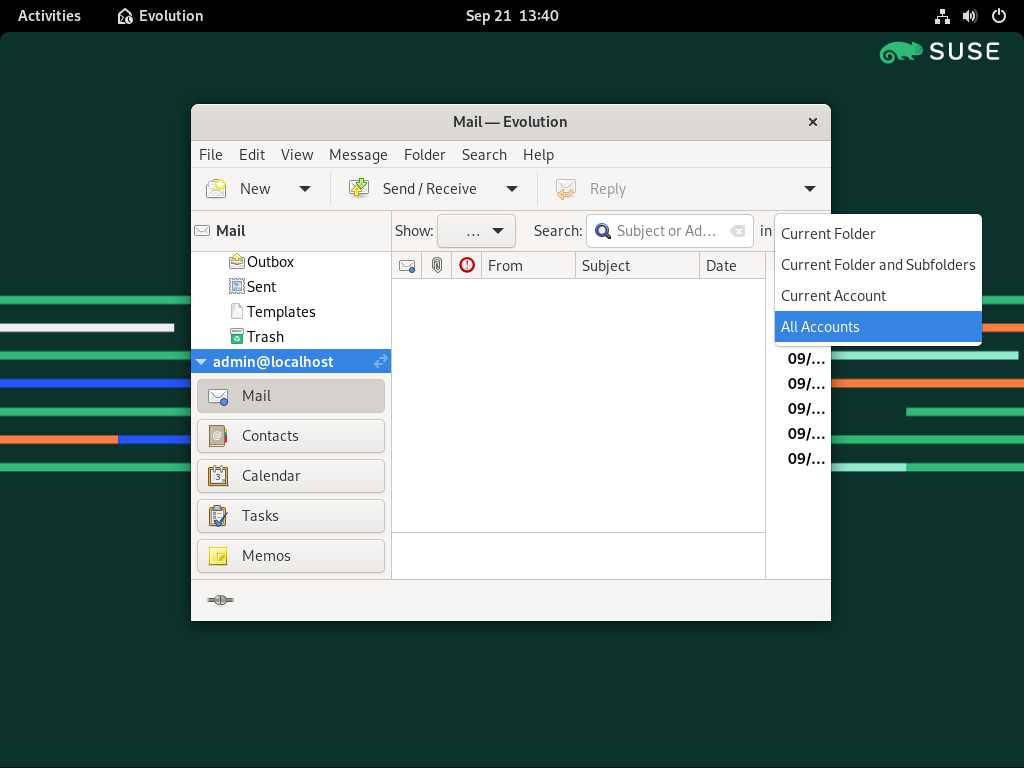 Activities
Evolution
Sep 21 13:40
SUSE
Mail — Evolution
File Edit View Message Folder Search Help
New
Send / Receive
Reply
Mail
Show: ...
Search: Subject or Ad... in
Current Folder
Current Folder and Subfolders
Current Account
All Accounts
From Subject Date
Outbox
Sent
Templates
Trash
admin@localhost
09/...
09/...
09/...
09/...
09/...
Mail
Contacts
Calendar
Tasks
Memos